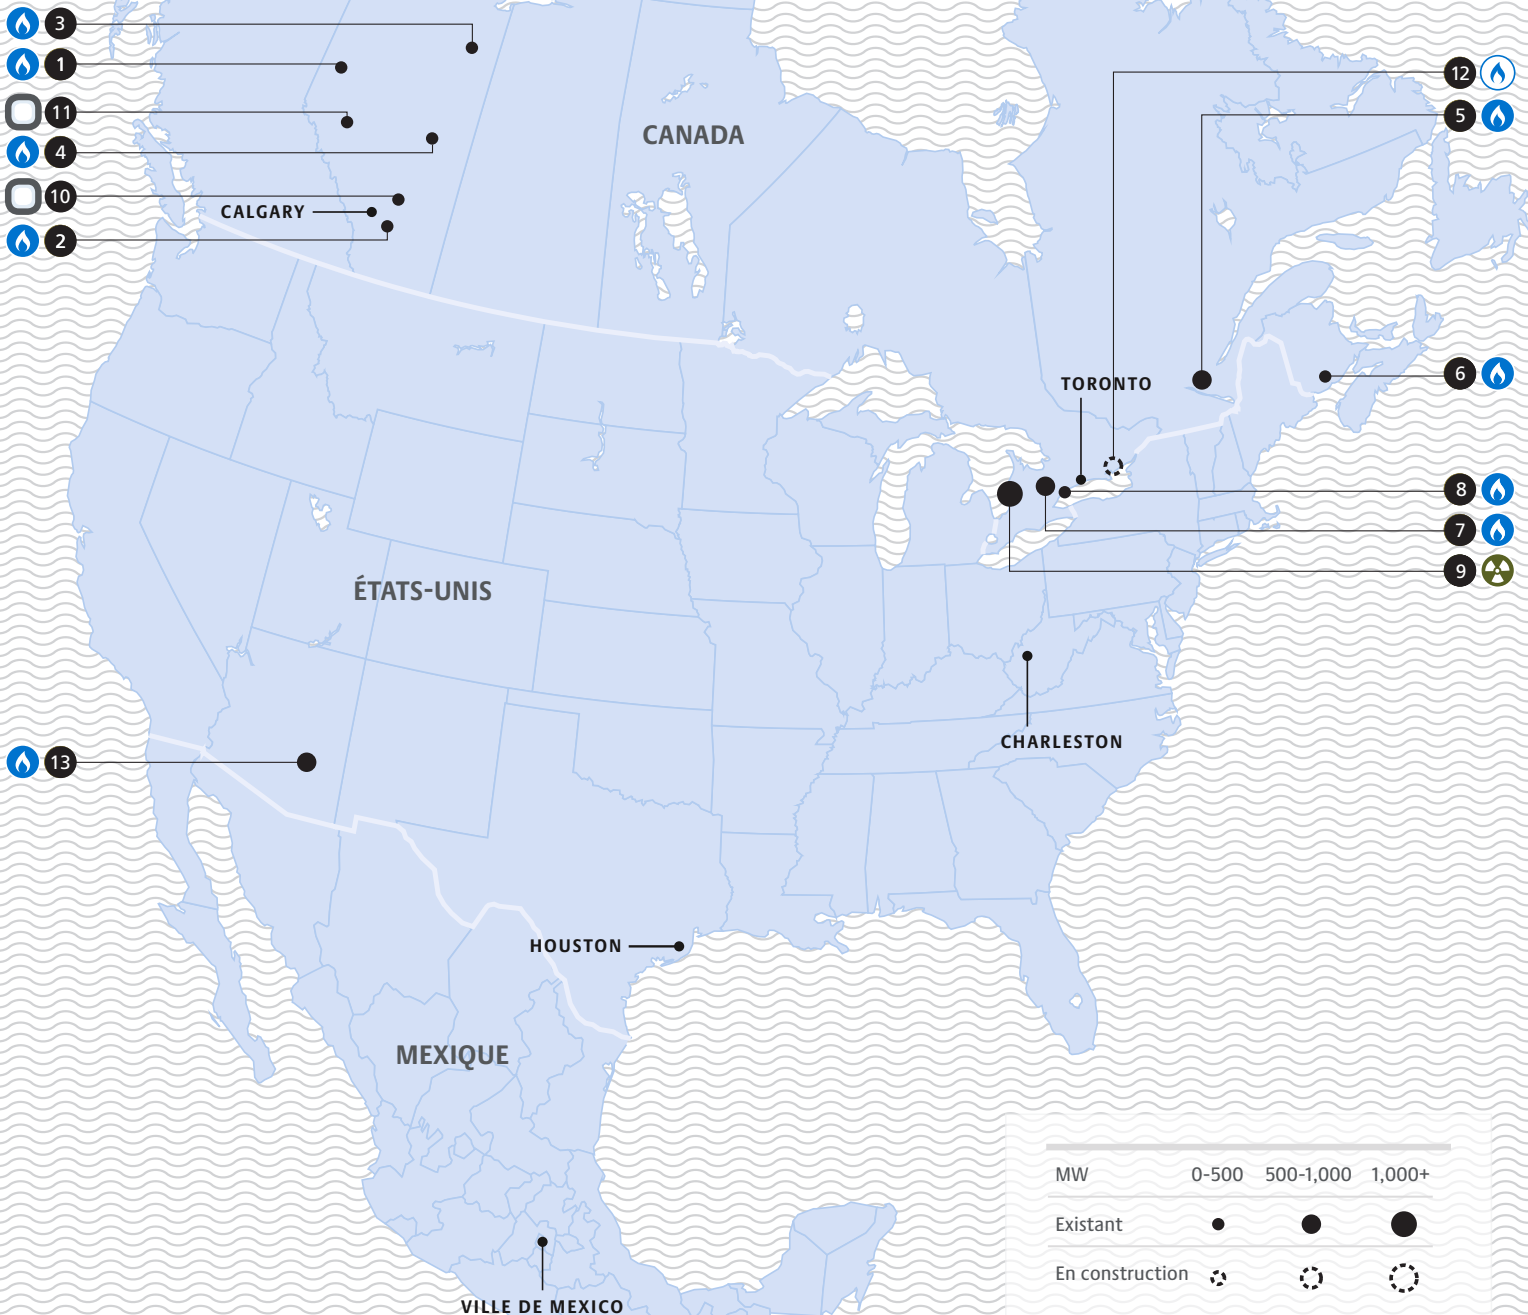 3
1
11
4
10
2
CALGARY
CANADA
12
5
TORONTO
6
8
7
9
ÉTATS-UNIS
CHARLESTON
13
HOUSTON
MEXIQUE
MW 0-500 500-1,000 1,000+
Existant
En construction
VILLE DE MEXICO